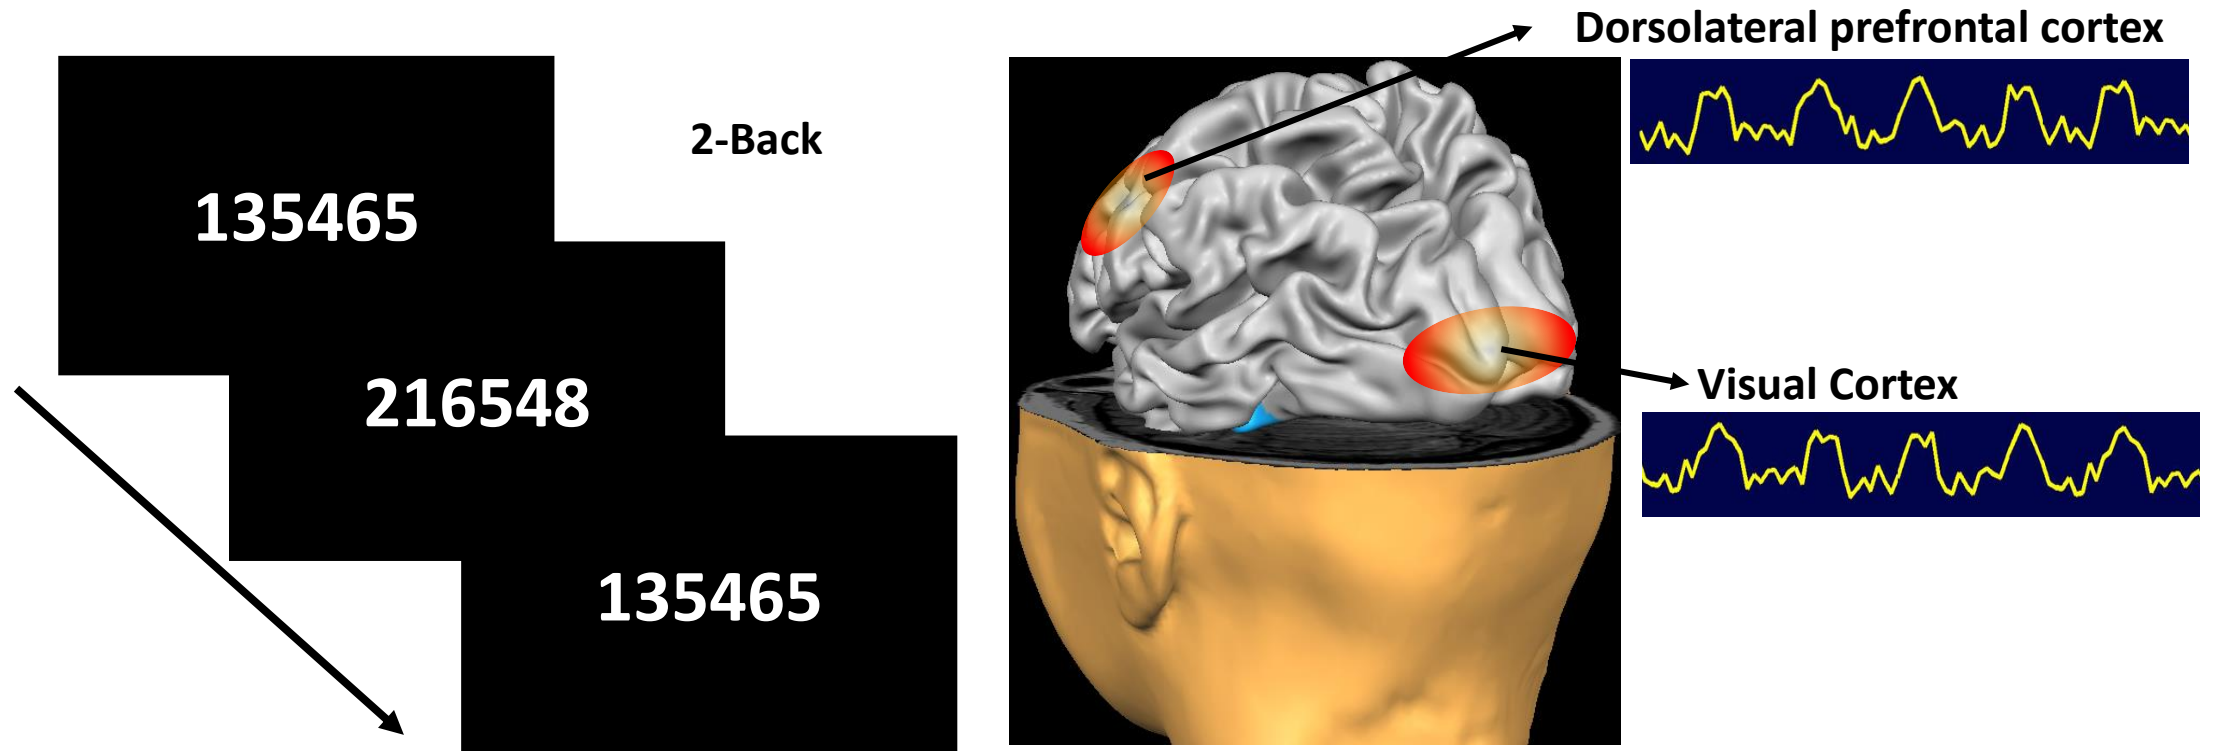 2-Back
135465
216548
135465
Dorsolateral prefrontal cortex
Visual Cortex